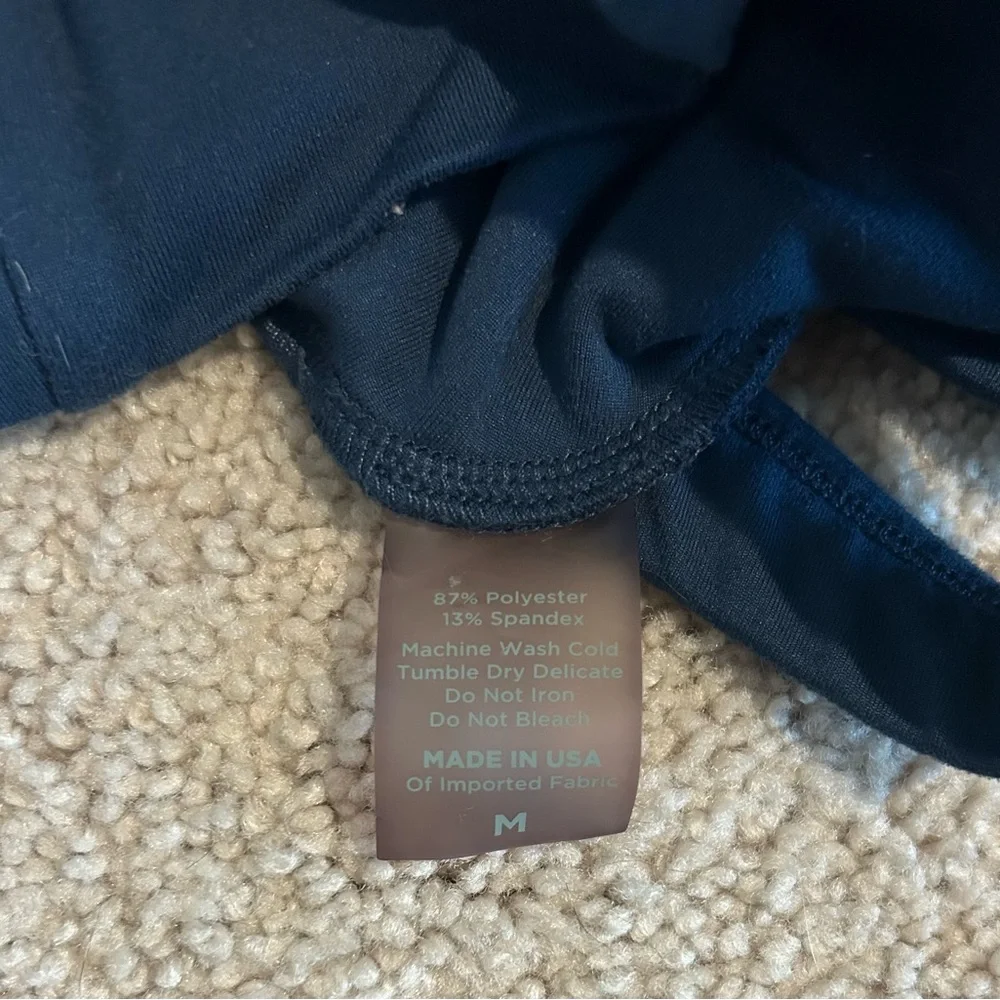 87% Polyester
13% Spandex
Machine Wash Cold
Tumble Dry Delicate
Do Not Iron
Do Not Bleach
MADE IN USA
Of Imported Fabric
M